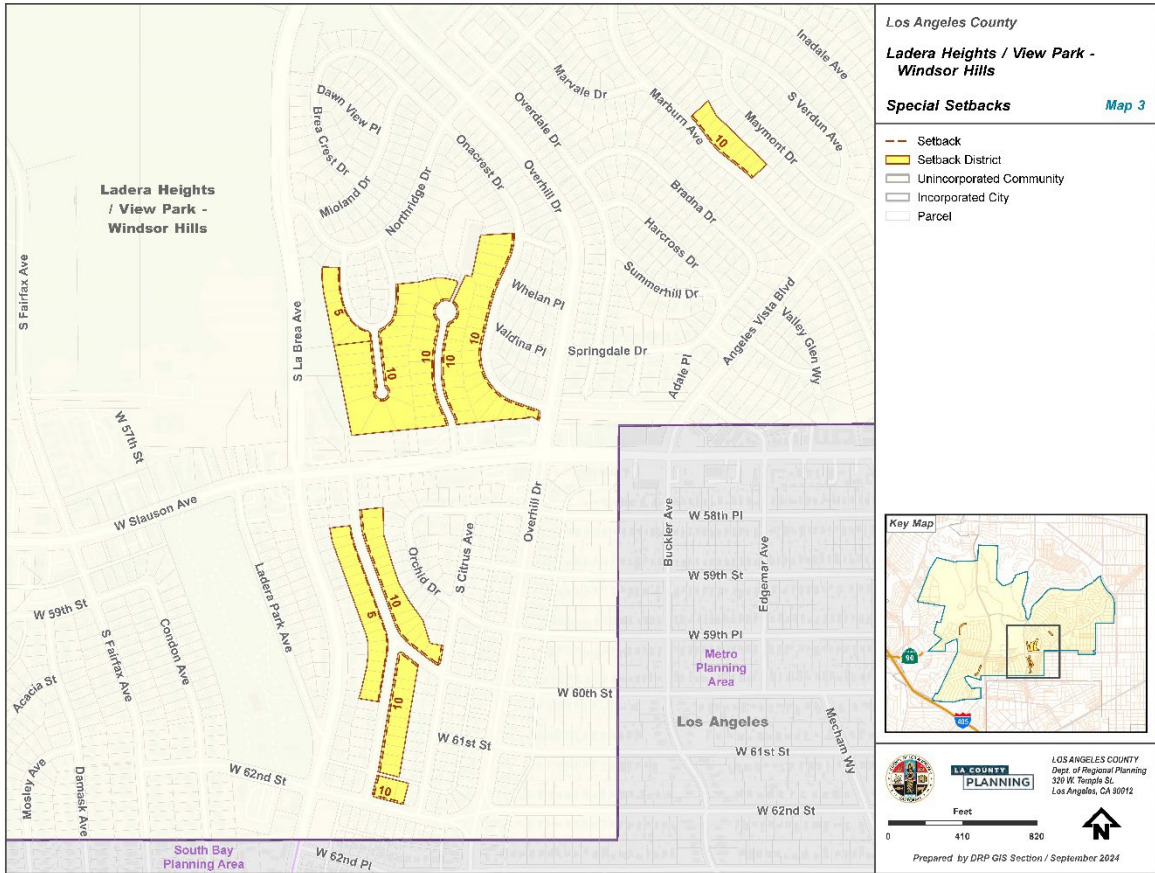 Los Angeles County
Ladera Heights / View Park -
Windsor Hills
Special Setbacks
Map 3
Setback
Setback District
Unincorporated Community
Incorporated City
Parcel
Inadale Ave
Marvale Dr
S Verdun Ave
Dawn View Pl
Overdale Dr
Marburn Ave
Maymont Dr
10
Brea Crest Dr
Onacrest Dr
Overhill Dr
Ladera Heights
/ View Park -
Windsor Hills
Mioland Dr
Northridge Dr
Bradna Dr
Harcross Dr
S Fairfax Ave
Summerhill Dr
Whelan Pl
Angeles Vista Blvd
Valley Glen Wy
S La Brea Ave
5
10
10
10
10
Valdina Pl
Springdale Dr
Adale Pl
W 57th St
W Slauson Ave
Overhill Dr
Buckler Ave
W 58th Pl
Edgemar Ave
S Citrus Ave
Orchid Dr
W 59th St
W 59th St
Ladera Park Ave
5
10
Condon Ave
S Fairfax Ave
W 59th Pl
Metro
Planning
Area
Acacia St
W 60th St
10
Los Angeles
Mecham Wy
W 61st St
W 61st St
W 62nd St
Mosley Ave
Damask Ave
10
W 62nd St
South Bay
Planning Area
W 62nd Pl
Key Map
90
405
LA COUNTY
PLANNING
LOS ANGELES COUNTY
Dept. of Regional Planning
320 W. Temple St.
Los Angeles, CA 90012
Feet
0 410 820
N
Prepared by DRP GIS Section / September 2024